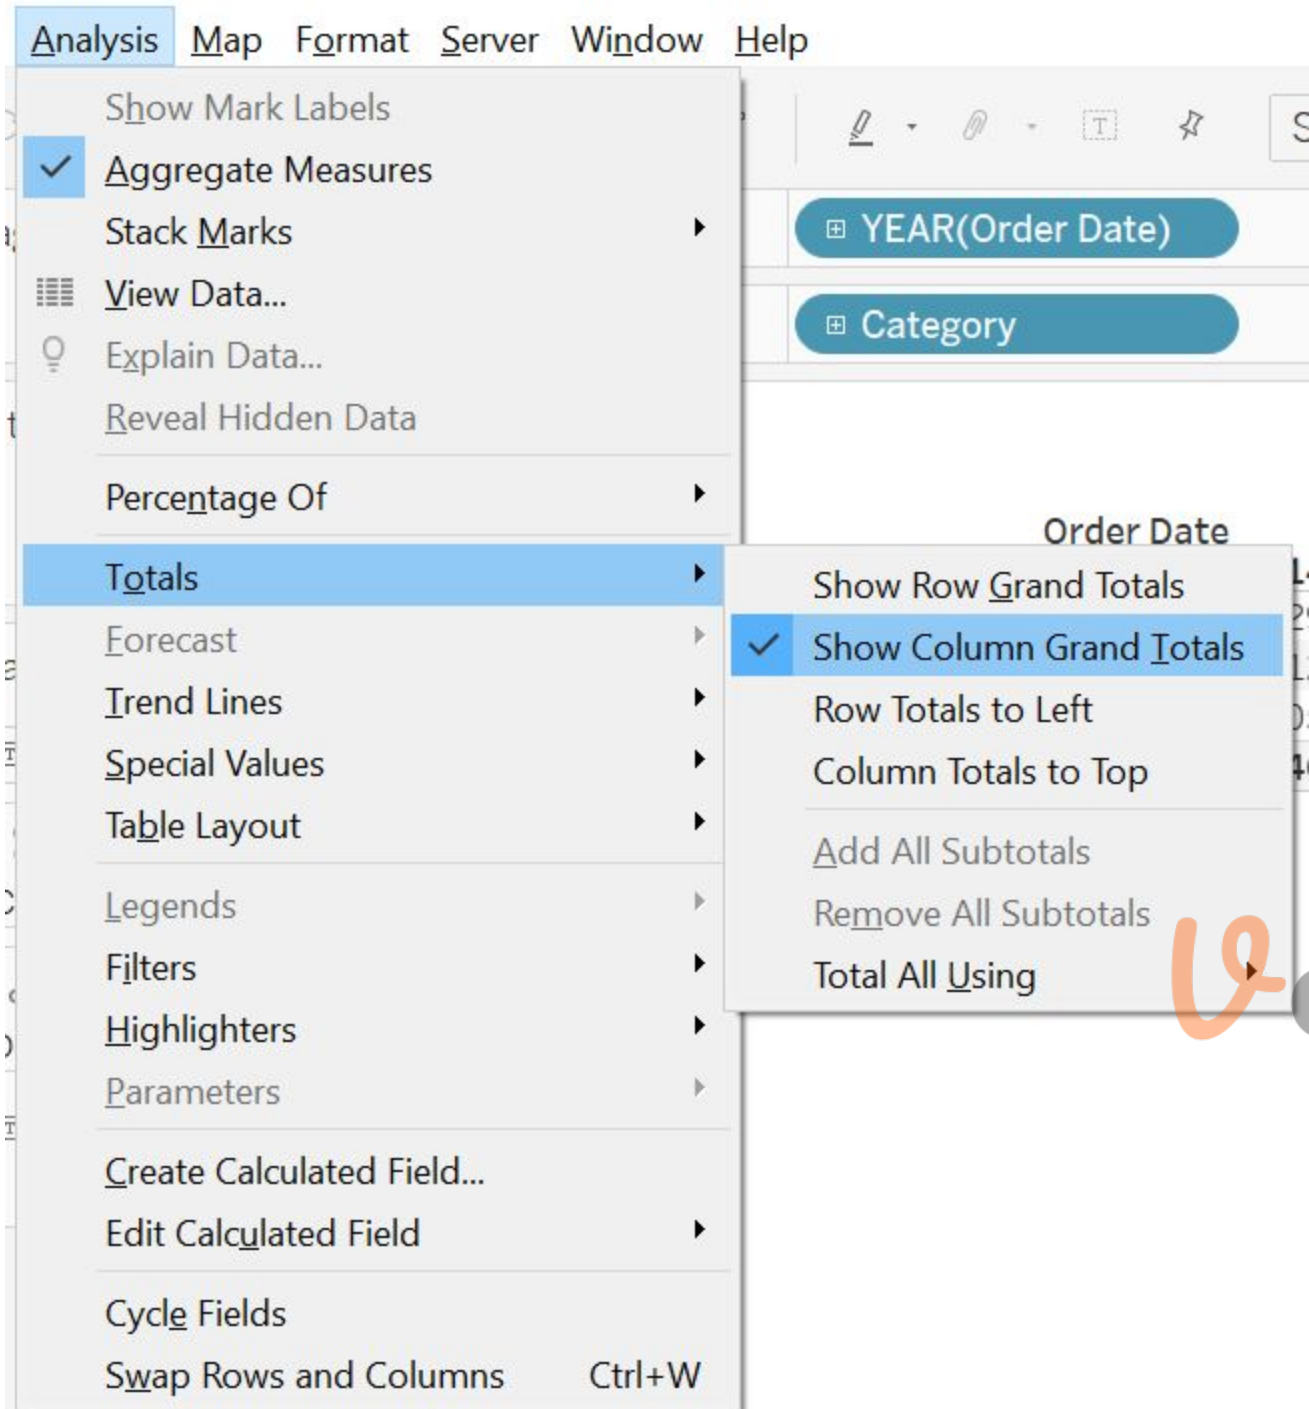 Analysis Map Format Server Window Help
Show Mark Labels
Aggregate Measures
Stack Marks
View Data...
Explain Data...
Reveal Hidden Data
Percentage Of
Totals
Forecast
Trend Lines
Special Values
Table Layout
Legends
Filters
Highlighters
Parameters
Create Calculated Field...
Edit Calculated Field
Cycle Fields
Swap Rows and Columns Ctrl+W
YEAR(Order Date)
Category
Order Date
Show Row Grand Totals
Show Column Grand Totals
Row Totals to Left
Column Totals to Top
Add All Subtotals
Remove All Subtotals
Total All Using